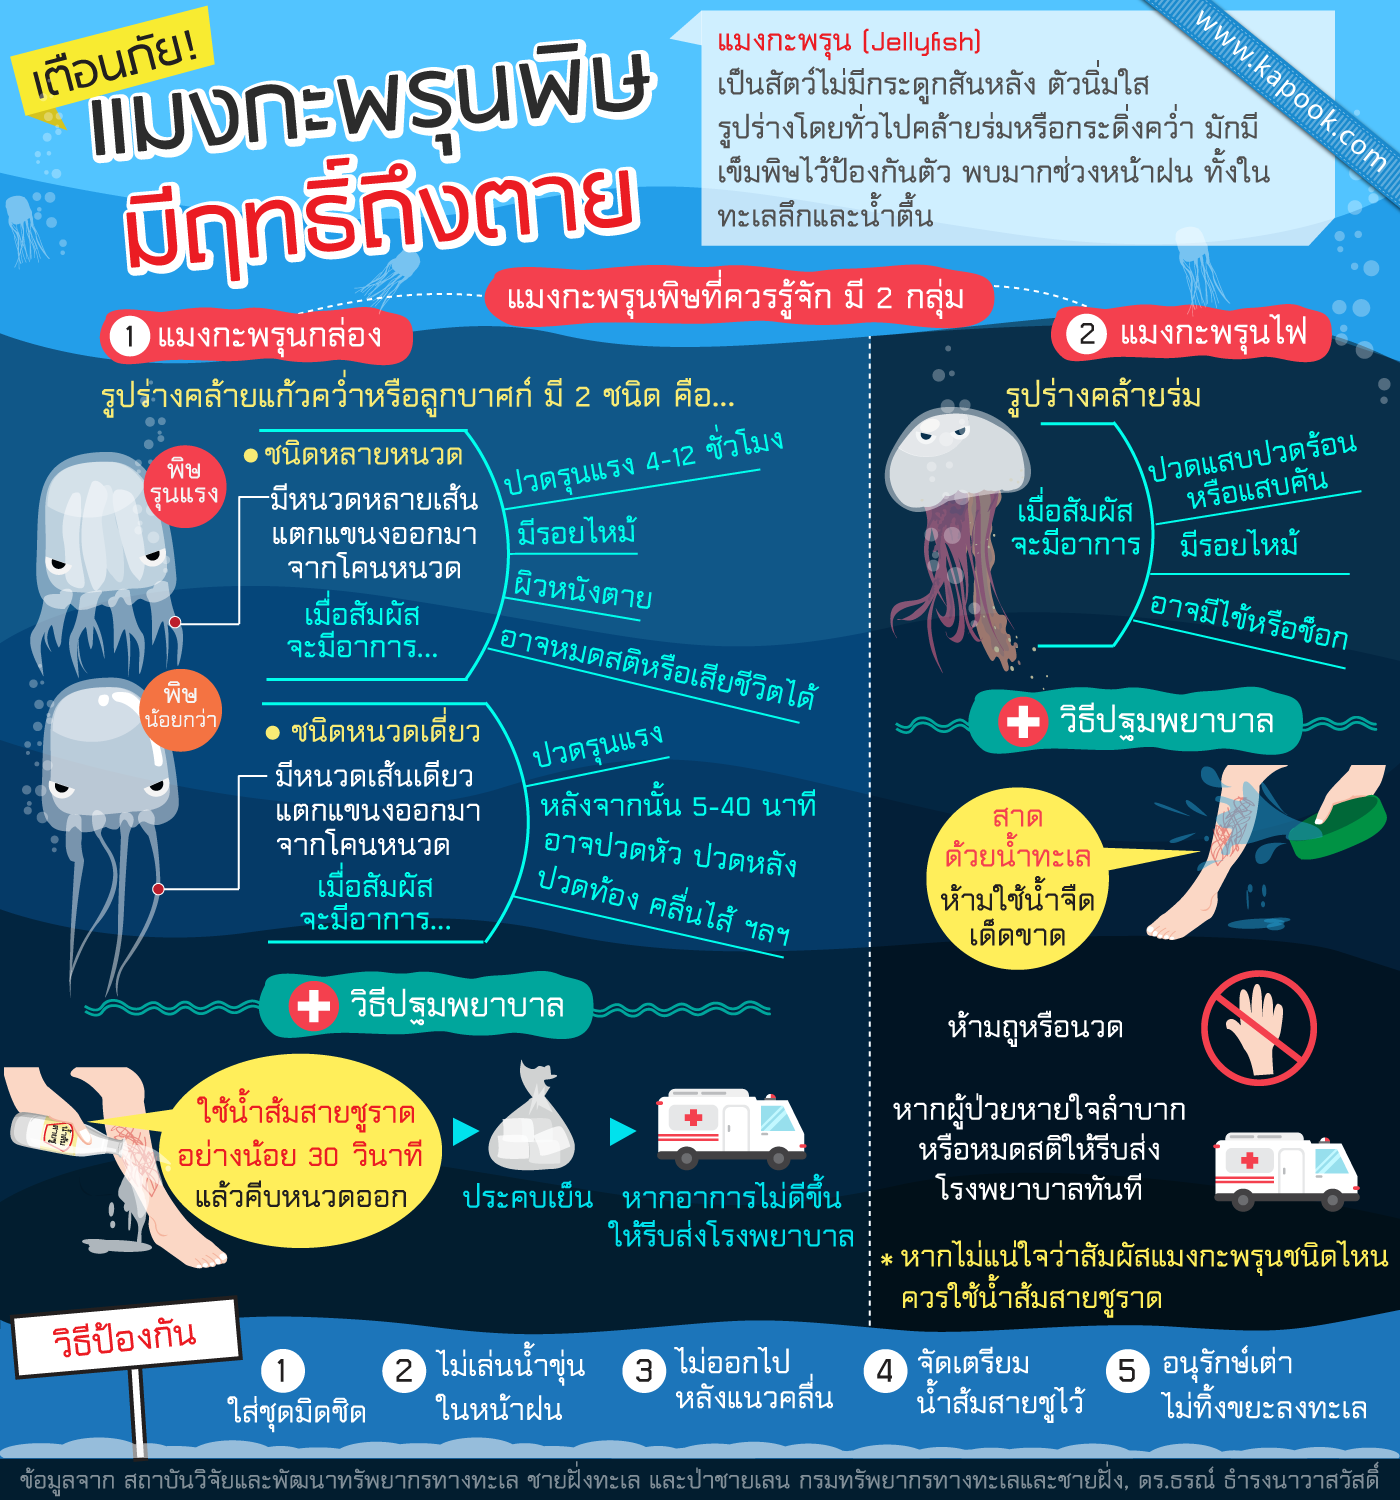 เตือนภัย!
แมงกะพรุนพิษ
มีฤทธิ์ถึงตาย
แมงกะพรุน (Jellyfish)
เป็นสัตว์ไม่มีกระดูกสันหลัง ตัวนิ่มใส
รูปร่างโดยทั่วไปคล้ายร่มหรือกระดิ่งคว่ำ มักมี
เข็มพิษไว้ป้องกันตัว พบมากช่วงหน้าฝน ทั้งใน
ทะเลลึกและน้ำตื้น
www.kapook.com
แมงกะพรุนพิษที่ควรรู้จัก มี 2 กลุ่ม
1 แมงกะพรุนกล่อง
รูปร่างคล้ายแก้วคว่ำหรือลูกบาศก์ มี 2 ชนิด คือ...
พิษ
รุนแรง
• ชนิดหลายหนวด
มีหนวดหลายเส้น
แตกแขนงออกมา
จากโคนหนวด
เมื่อสัมผัส
จะมีอาการ...
ปวดรุนแรง 4-12 ชั่วโมง
มีรอยไหม้
ผิวหนังตาย
อาจหมดสติหรือเสียชีวิตได้
พิษ
น้อยกว่า
• ชนิดหนวดเดี่ยว
มีหนวดเส้นเดียว
แตกแขนงออกมา
จากโคนหนวด
เมื่อสัมผัส
จะมีอาการ...
ปวดรุนแรง
หลังจากนั้น 5-40 นาที
อาจปวดหัว ปวดหลัง
ปวดท้อง คลื่นไส้ ฯลฯ
วิธีปฐมพยาบาล
น้ำส้ม
สายชู
ใช้น้ำส้มสายชูราด
อย่างน้อย 30 วินาที
แล้วคีบหนวดออก
ประคบเย็น
หากอาการไม่ดีขึ้น
ให้รีบส่งโรงพยาบาล
2 แมงกะพรุนไฟ
รูปร่างคล้ายร่ม
เมื่อสัมผัส
จะมีอาการ
ปวดแสบปวดร้อน
หรือแสบคัน
มีรอยไหม้
อาจมีไข้หรือช็อก
วิธีปฐมพยาบาล
สาด
ด้วยน้ำทะเล
ห้ามใช้น้ำจืด
เด็ดขาด
ห้ามถูหรือนวด
หากผู้ป่วยหายใจลำบาก
หรือหมดสติให้รีบส่ง
โรงพยาบาลทันที
* หากไม่แน่ใจว่าสัมผัสแมงกะพรุนชนิดไหน
ควรใช้น้ำส้มสายชูราด
วิธีป้องกัน
1
ใส่ชุดมิดชิด
2 ไม่เล่นน้ำขุ่น
ในหน้าฝน
3 ไม่ออกไป
หลังแนวคลื่น
4 จัดเตรียม
น้ำส้มสายชูไว้
5 อนุรักษ์เต่า
ไม่ทิ้งขยะลงทะเล
ข้อมูลจาก สถาบันวิจัยและพัฒนาทรัพยากรทางทะเล ชายฝั่งทะเล และป่าชายเลน กรมทรัพยากรทางทะเลและชายฝั่ง, ดร.ธรณ์ ธำรงนาวาสวัสดิ์